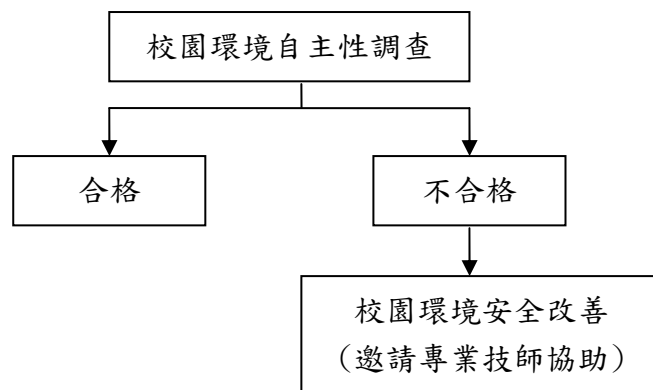 校園環境自主性調查
合格
不合格
校園環境安全改善
（邀請專業技師協助）